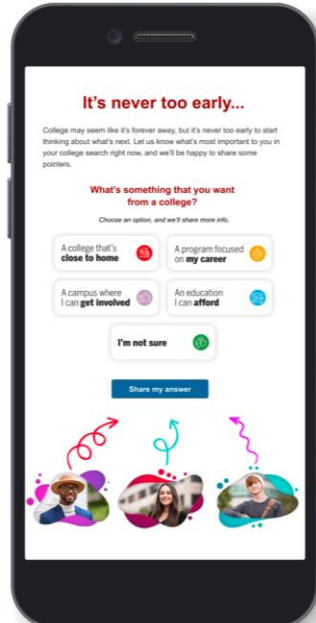 It's never too early...
College may seem like it's forever away, but it's never too early to start
thinking about what's next. Let us know what's most important to you in
your college search right now, and we'll be happy to share some
pointers.
What's something that you want
from a college?
Choose an option, and we'll share more info.
A college that's
close to home
A program focused
on my career
A campus where
I can get involved
An education
I can afford
I'm not sure
Share my answer